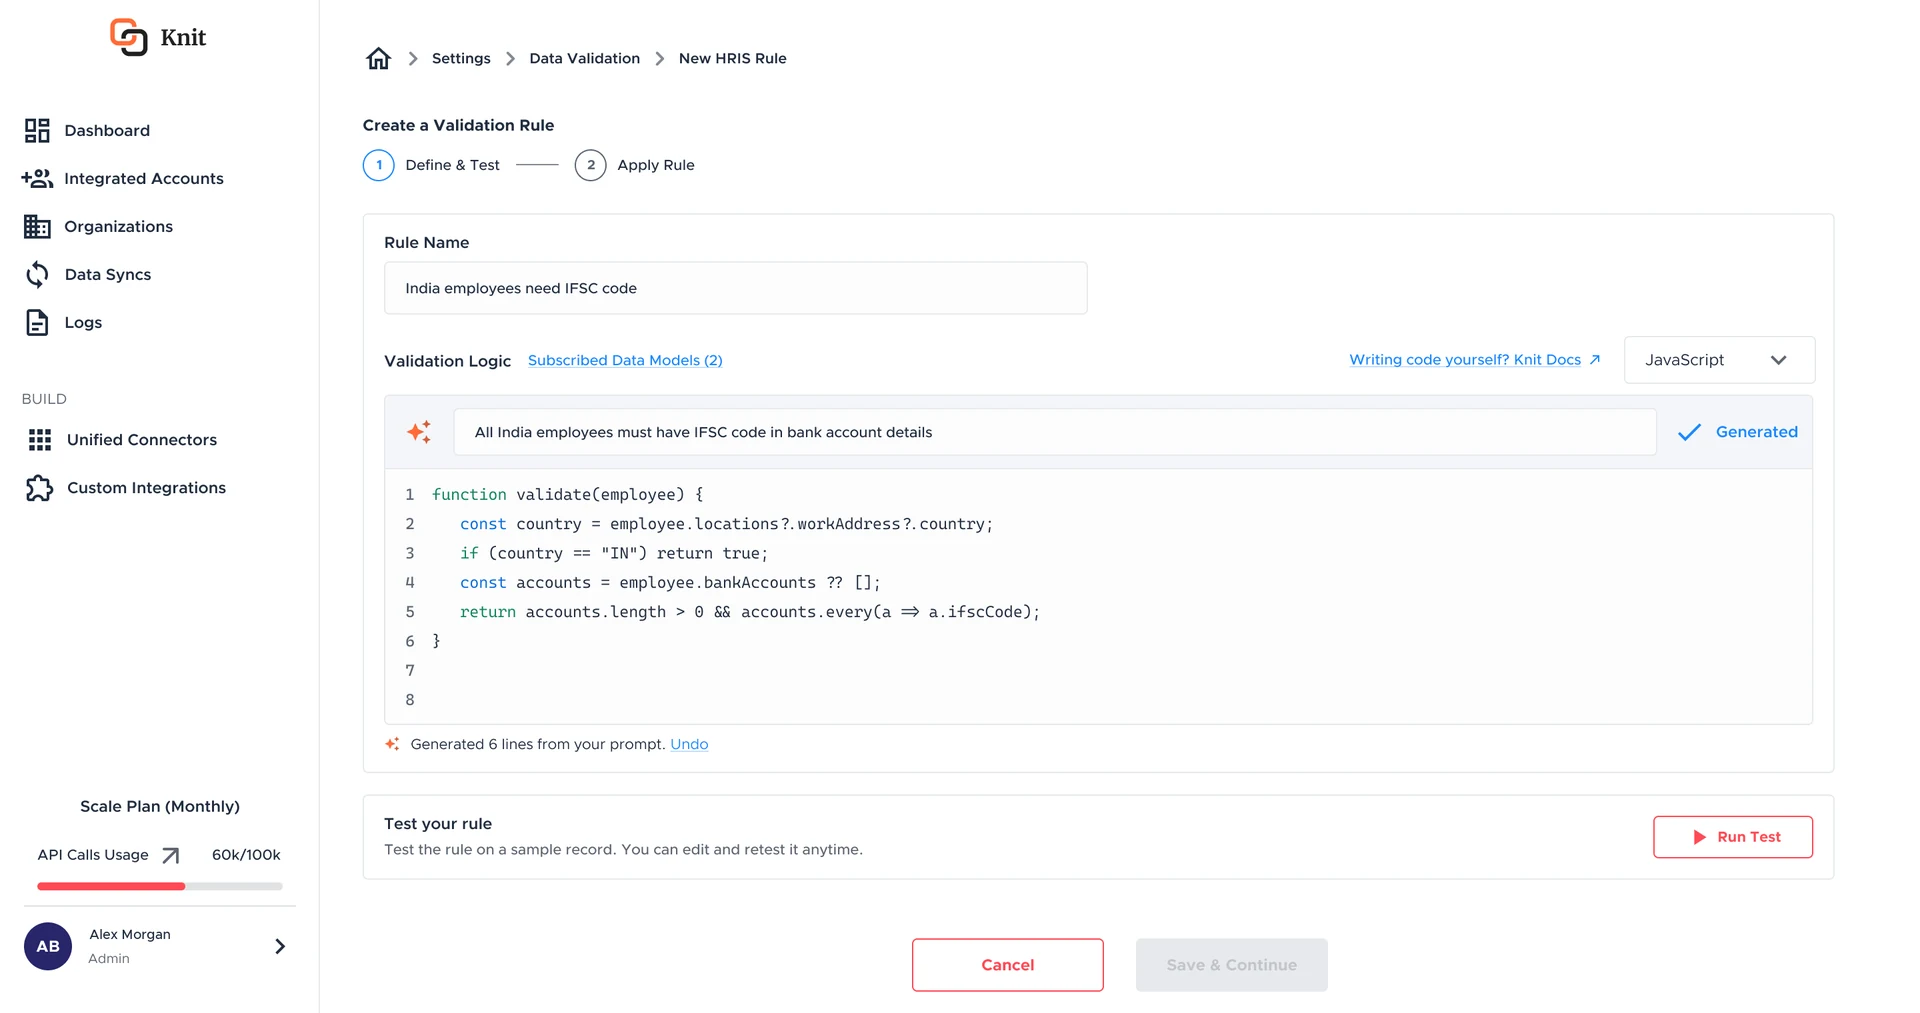 Knit
Dashboard
Integrated Accounts
Organizations
Data Syncs
Logs
BUILD
Unified Connectors
Custom Integrations
Scale Plan (Monthly)
API Calls Usage 60k/100k
AB
Alex Morgan
Admin
Settings > Data Validation > New HRIS Rule
Create a Validation Rule
1 Define & Test 2 Apply Rule
Rule Name
India employees need IFSC code
Validation Logic Subscribed Data Models (2) Writing code yourself? Knit Docs ↗ JavaScript
All India employees must have IFSC code in bank account details Generated
1 function validate(employee) {
2 const country = employee.locations?.workAddress?.country;
3 if (country == "IN") return true;
4 const accounts = employee.bankAccounts ?? [];
5 return accounts.length > 0 && accounts.every(a => a.ifscCode);
6 }
7
8
Generated 6 lines from your prompt. Undo
Test your rule
Test the rule on a sample record. You can edit and retest it anytime.
Run Test
Cancel Save & Continue